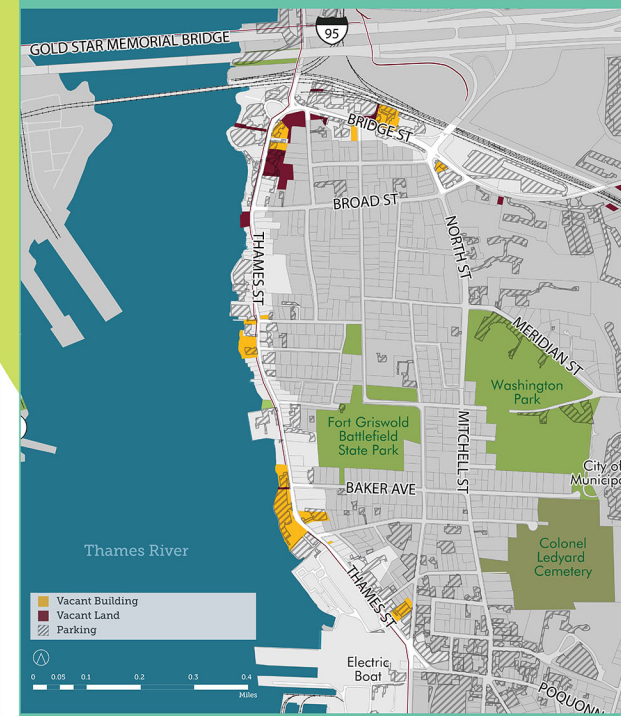 GOLD STAR MEMORIAL BRIDGE
95
BRIDGE ST
BROAD ST
THAMES ST
NORTH ST
MERIDIAN ST
Washington
Park
Fort Griswold
Battlefield
State Park
MITCHELL ST
City of
Municipa
BAKER AVE
Colonel
Ledyard
Cemetery
Thames River
THAMES ST
Vacant Building
Vacant Land
Parking
Electric
Boat
POQUONN
0 0.05 0.1 0.2 0.3 0.4
Miles